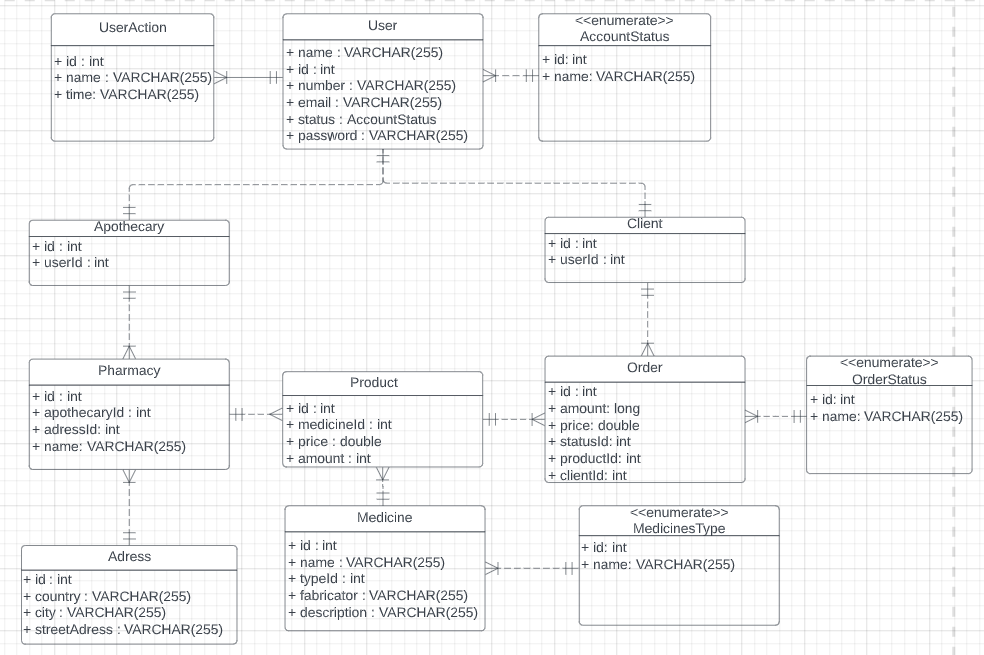 UserAction
+ id : int
+ name : VARCHAR(255)
+ time: VARCHAR(255)
User
+ name : VARCHAR(255)
+ id : int
+ number : VARCHAR(255)
+ email : VARCHAR(255)
+ status : AccountStatus
+ password : VARCHAR(255)
<<enumerate>>
AccountStatus
+ id: int
+ name: VARCHAR(255)
Apothecary
+ id : int
+ userId : int
Client
+ id : int
+ userId : int
Pharmacy
+ id : int
+ apothecaryId : int
+ adressId: int
+ name: VARCHAR(255)
Product
+ id : int
+ medicineId : int
+ price : double
+ amount : int
Order
+ id : int
+ amount: long
+ price: double
+ statusId: int
+ productId: int
+ clientId: int
<<enumerate>>
OrderStatus
+ id: int
+ name: VARCHAR(255)
Adress
+ id : int
+ country : VARCHAR(255)
+ city : VARCHAR(255)
+ streetAdress : VARCHAR(255)
Medicine
+ id : int
+ name : VARCHAR(255)
+ typeId : int
+ fabricator : VARCHAR(255)
+ description : VARCHAR(255)
<<enumerate>>
MedicinesType
+ id: int
+ name: VARCHAR(255)